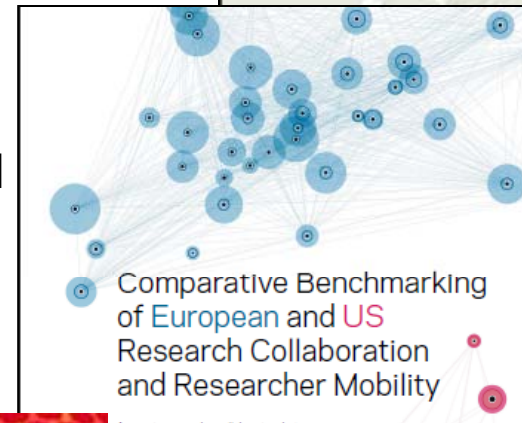 Comparative Benchmarking
of European and US
Research Collaboration
and Researcher Mobility